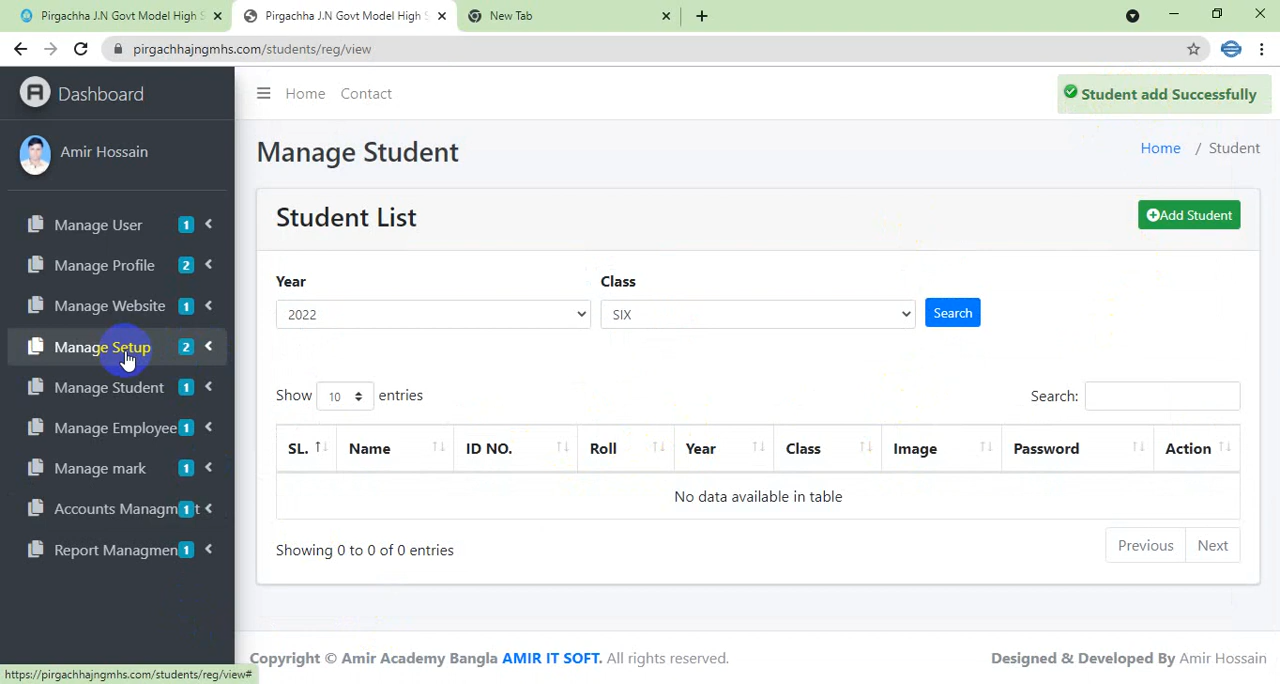 Pirgachha J.N Govt Model High S
Pirgachha J.N Govt Model High S
New Tab
pirgachhajngmhs.com/students/reg/view
Dashboard
Home
Contact
Student add Successfully
Amir Hossain
Manage Student
Home / Student
Manage User 1
Manage Profile 2
Manage Website 1
Manage Setup 2
Manage Student 1
Manage Employee 1
Manage mark 1
Accounts Managm t 1
Report Managmen 1
Student List
Add Student
Year
Class
2022
SIX
Search
Show 10 entries
Search:
SL. Name ID NO. Roll Year Class Image Password Action
No data available in table
Showing 0 to 0 of 0 entries
Previous
Next
Copyright © Amir Academy Bangla AMIR IT SOFT. All rights reserved.
Designed & Developed By Amir Hossain
https://pirgachhajngmhs.com/students/reg/view#